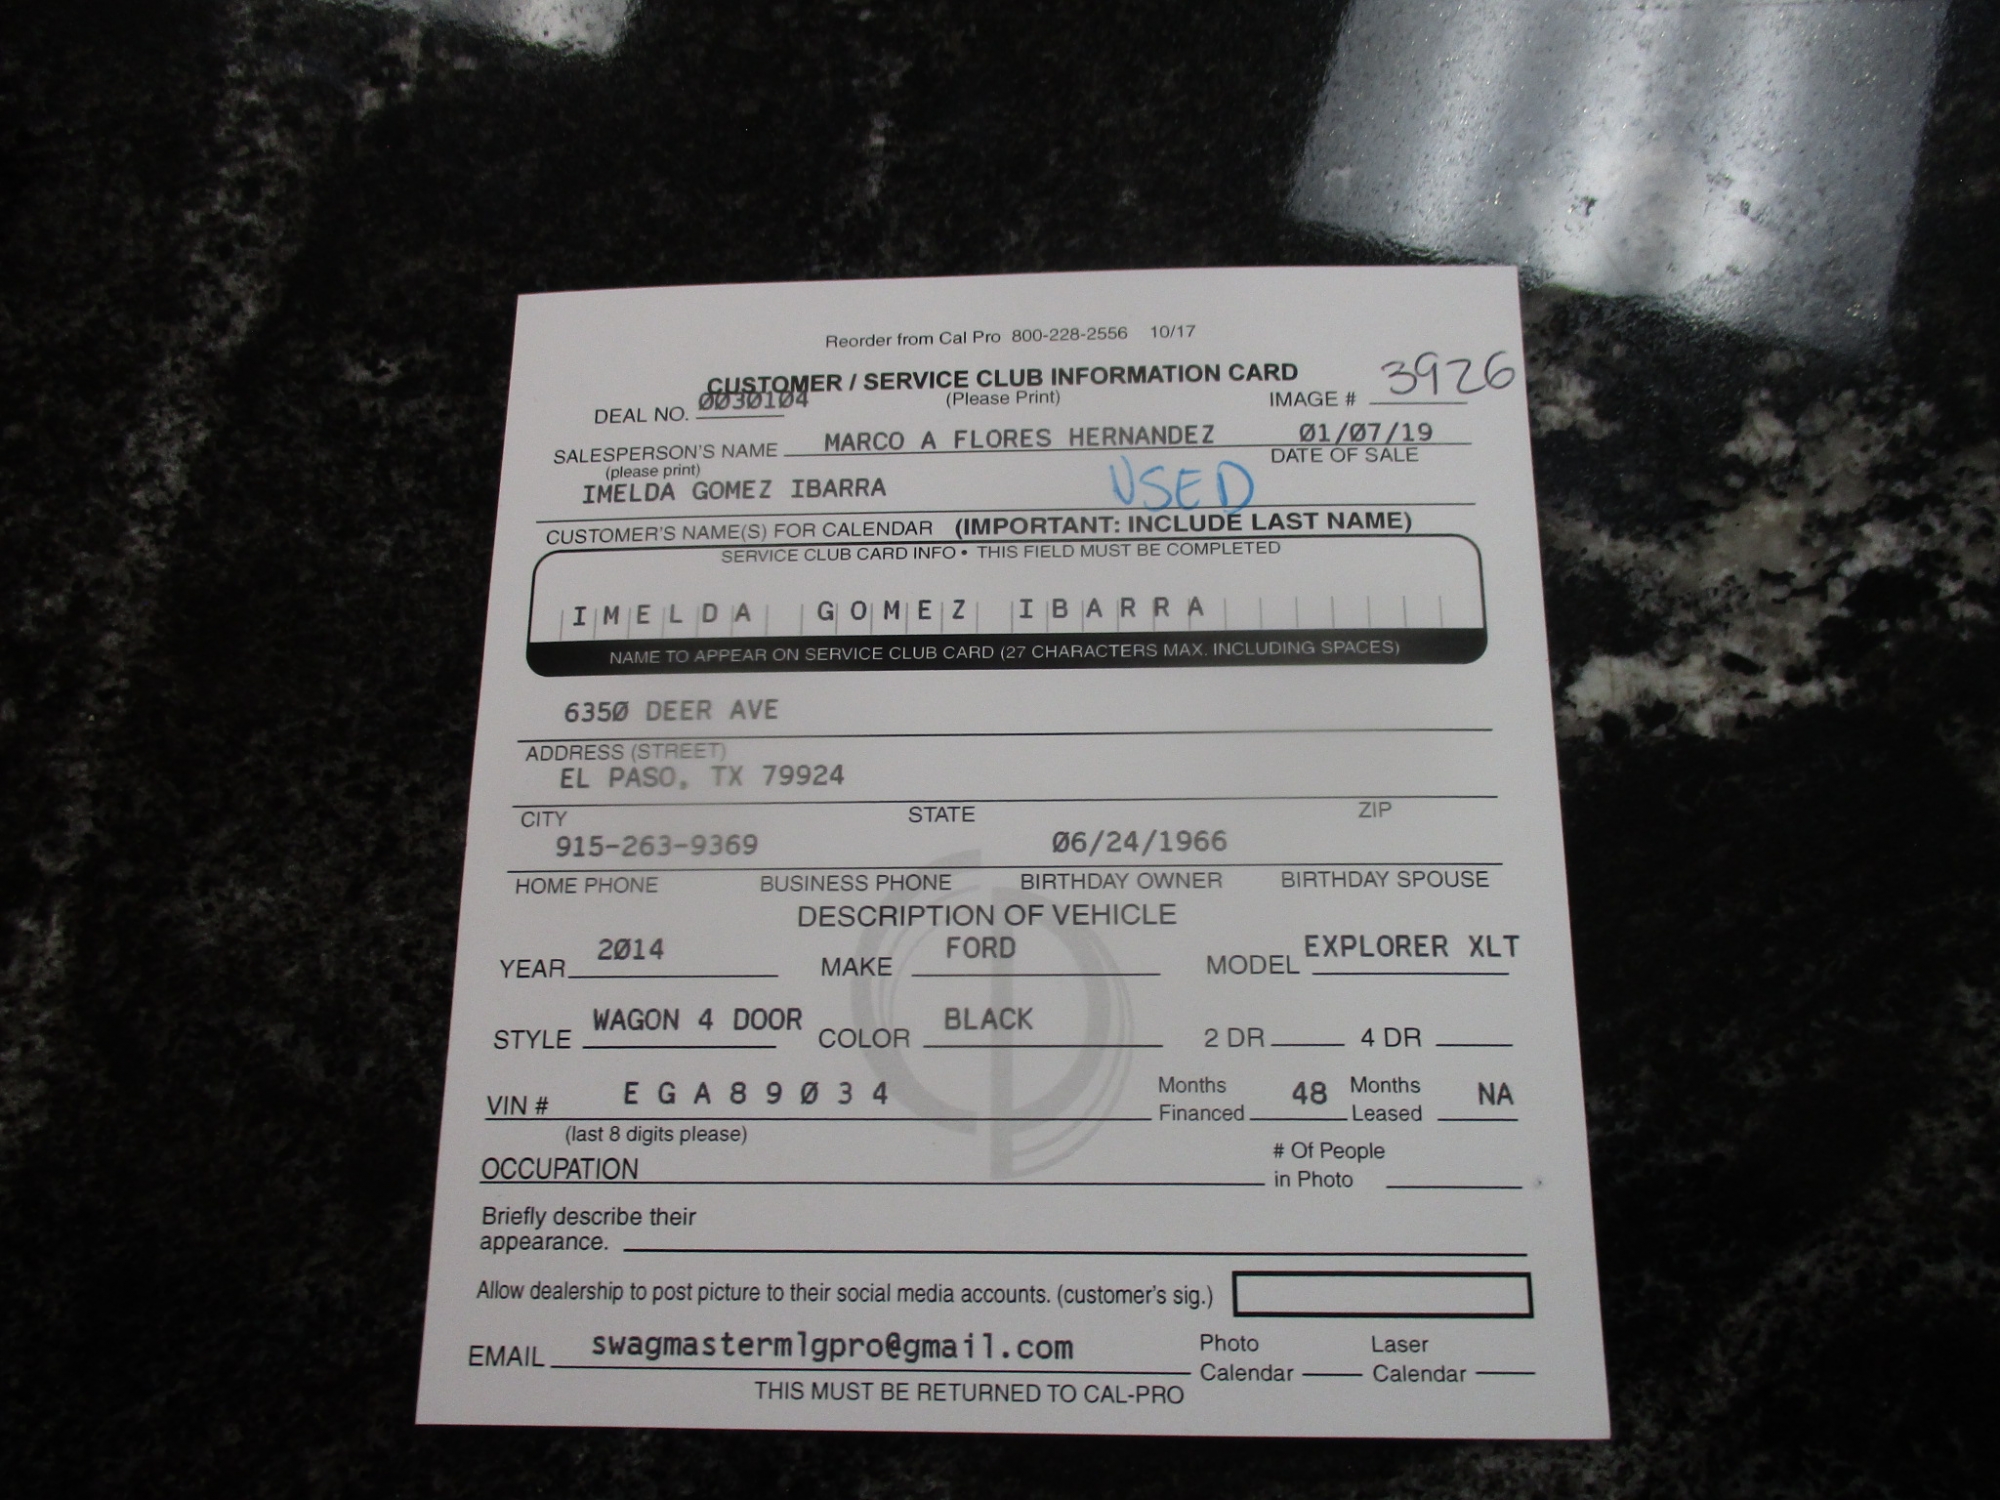 Reorder from Cal Pro 800-228-2556 10/17
CUSTOMER / SERVICE CLUB INFORMATION CARD
(Please Print)
DEAL NO. 0030104 IMAGE # 3926
SALESPERSON'S NAME MARCO A FLORES HERNANDEZ 01/07/19
(please print) DATE OF SALE
IMELDA GOMEZ IBARRA USED
CUSTOMER'S NAME(S) FOR CALENDAR (IMPORTANT: INCLUDE LAST NAME)
SERVICE CLUB CARD INFO • THIS FIELD MUST BE COMPLETED
IMELDA GOMEZ IBARRA
NAME TO APPEAR ON SERVICE CLUB CARD (27 CHARACTERS MAX. INCLUDING SPACES)
6350 DEER AVE
ADDRESS (STREET)
EL PASO, TX 79924
CITY STATE ZIP
915-263-9369 06/24/1966
HOME PHONE BUSINESS PHONE BIRTHDAY OWNER BIRTHDAY SPOUSE
DESCRIPTION OF VEHICLE
YEAR 2014 MAKE FORD MODEL EXPLORER XLT
STYLE WAGON 4 DOOR COLOR BLACK 2 DR 4 DR
VIN # EGA89034 Months Financed 48 Months Leased NA
(last 8 digits please)
OCCUPATION # Of People in Photo
Briefly describe their
appearance.
Allow dealership to post picture to their social media accounts. (customer's sig.)
EMAIL swagmastermlgpro@gmail.com Photo Calendar Laser Calendar
THIS MUST BE RETURNED TO CAL-PRO